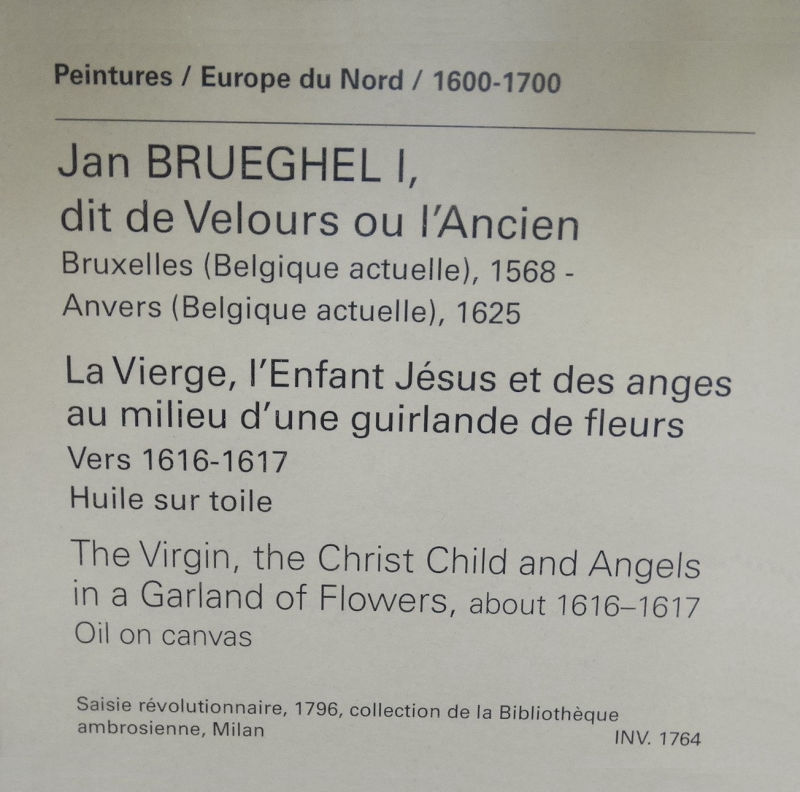 Peintures / Europe du Nord / 1600-1700
Jan BRUEGHEL I,
dit de Velours ou l'Ancien
Bruxelles (Belgique actuelle), 1568 -
Anvers (Belgique actuelle), 1625
La Vierge, l'Enfant Jésus et des anges
au milieu d'une guirlande de fleurs
Vers 1616-1617
Huile sur toile
The Virgin, the Christ Child and Angels
in a Garland of Flowers, about 1616–1617
Oil on canvas
Saisie révolutionnaire, 1796, collection de la Bibliothèque
ambrosienne, Milan
INV. 1764